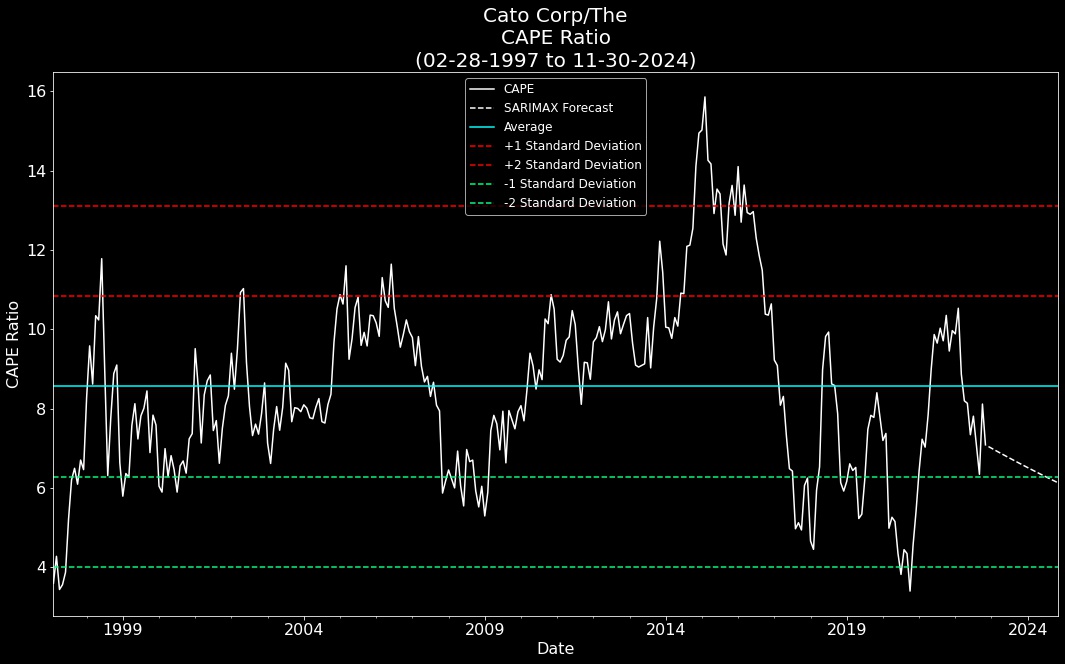 Cato Corp/The
CAPE Ratio
(02-28-1997 to 11-30-2024)
CAPE
SARIMAX Forecast
Average
+1 Standard Deviation
+2 Standard Deviation
-1 Standard Deviation
-2 Standard Deviation
16
14
12
10
8
6
4
CAPE Ratio
1999
2004
2009
2014
2019
2024
Date